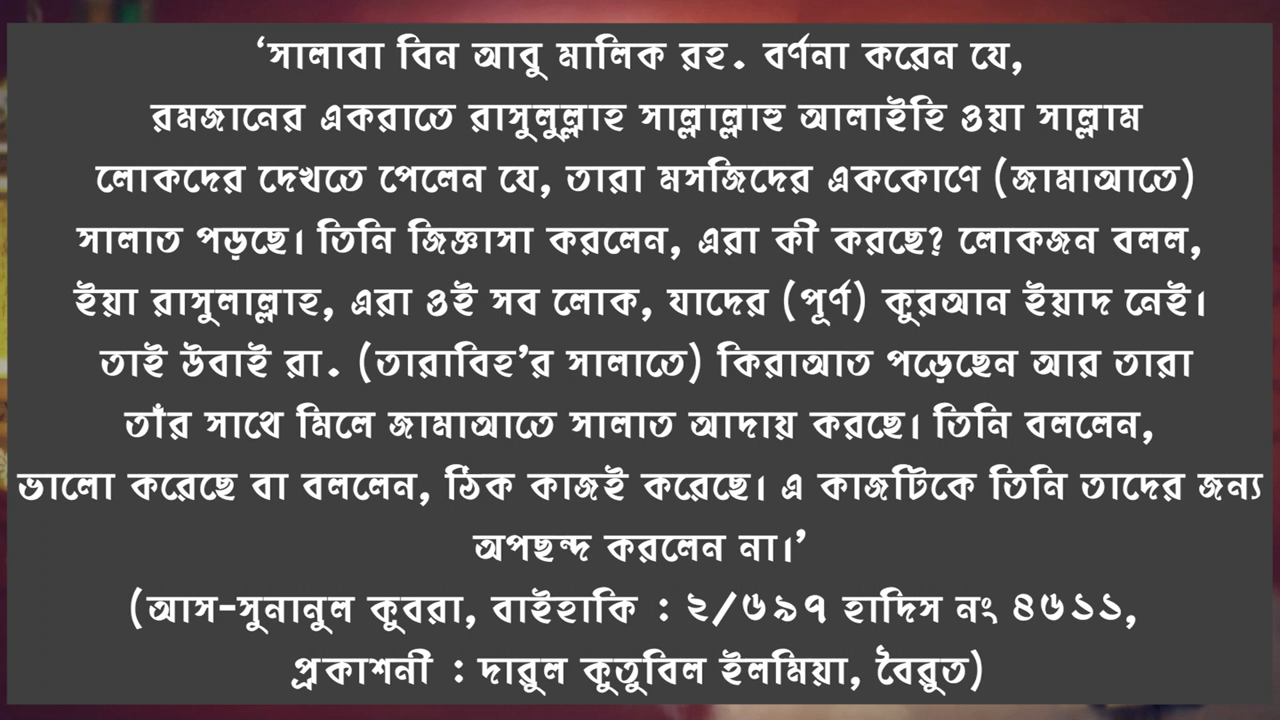 ‘সালাবা বিন আবু মালিক রহ. বর্ণনা করেন যে,
রমজানের একরাতে রাসুলুল্লাহ সাল্লাল্লাহু আলাইহি ওয়া সাল্লাম
লোকদের দেখতে পেলেন যে, তারা মসজিদের এককোণে (জামাআতে)
সালাত পড়ছে। তিনি জিজ্ঞাসা করলেন, এরা কী করছে? লোকজন বলল,
ইয়া রাসুলাল্লাহ, এরা ওই সব লোক, যাদের (পূর্ণ) কুরআন ইয়াদ নেই।
তাই উবাই রা. (তারাবিহ’র সালাতে) কিরাআত পড়েছেন আর তারা
তাঁর সাথে মিলে জামাআতে সালাত আদায় করছে। তিনি বললেন,
ভালো করেছে বা বললেন, ঠিক কাজই করেছে। এ কাজটিকে তিনি তাদের জন্য
অপছন্দ করলেন না।’
(আস-সুনানুল কুবরা, বাইহাকি : ২/৬৯৭ হাদিস নং ৪৬১১,
প্রকাশনী : দারুল কুতুবিল ইলমিয়া, বৈরুত)